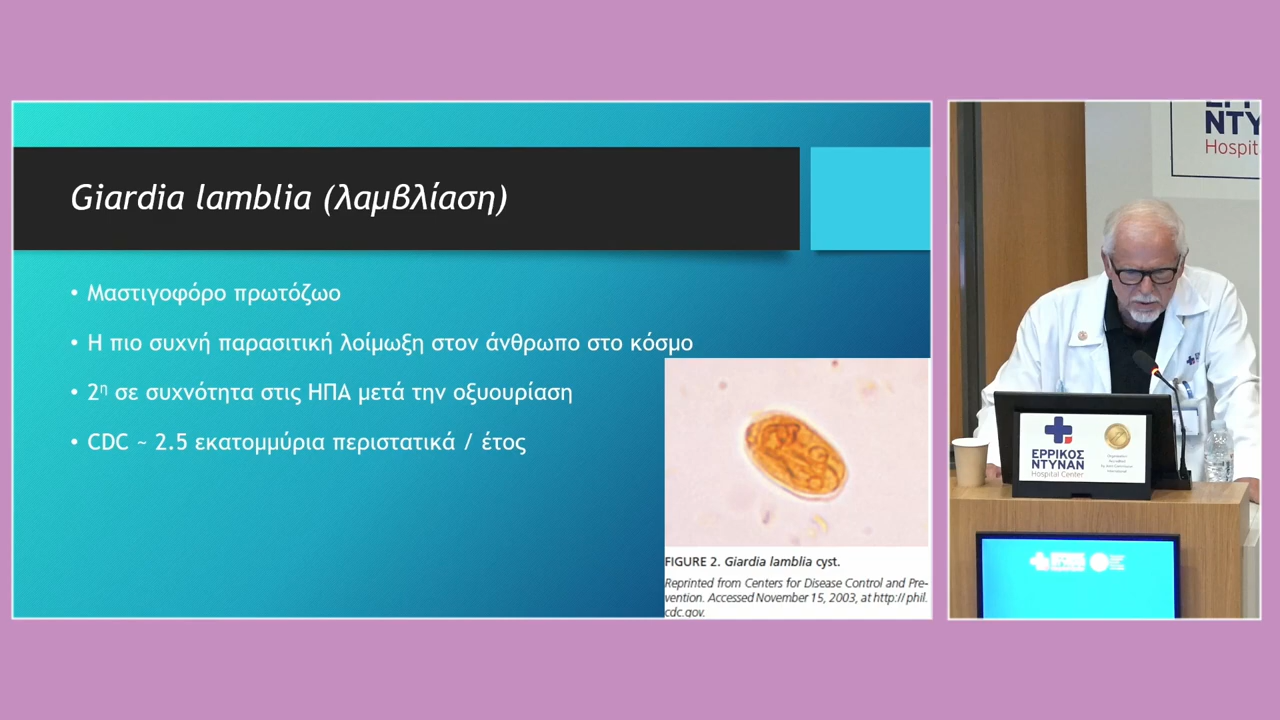 Giardia lamblia (λαμβλίαση)
• Μαστιγοφόρο πρωτόζωο
• Η πιο συχνή παρασιτική λοίμωξη στον άνθρωπο στο κόσμο
• 2η σε συχνότητα στις ΗΠΑ μετά την οξυουρίαση
• CDC ~ 2.5 εκατομμύρια περιστατικά / έτος
FIGURE 2. Giardia lamblia cyst.
Reprinted from Centers for Disease Control and Pre-
vention. Accessed November 15, 2003, at http://phil.
cdc.gov.
ΝΤΥ
Hospit
ΕΡΡΙΚΟΣ
ΝΤΥΝΑΝ
Hospital Center